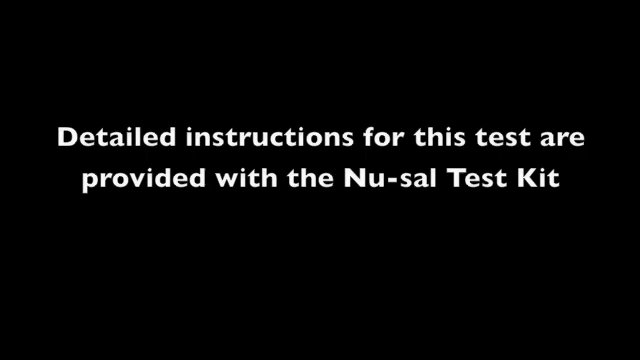 Detailed instructions for this test are
provided with the Nu-sal Test Kit